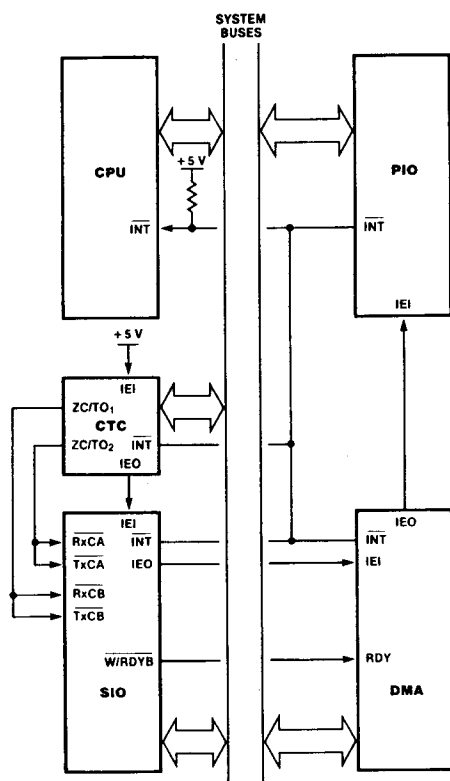 SYSTEM
BUSES
CPU
+5 V
INT
PIO
INT
IEI
+5 V
IEI
ZC/TO1
CTC
ZC/TO2
INT
IEO
IEI
RxCA
INT
TxCA
IEO
RxCB
TxCB
W/RDYB
SIO
IEO
INT
IEI
RDY
DMA